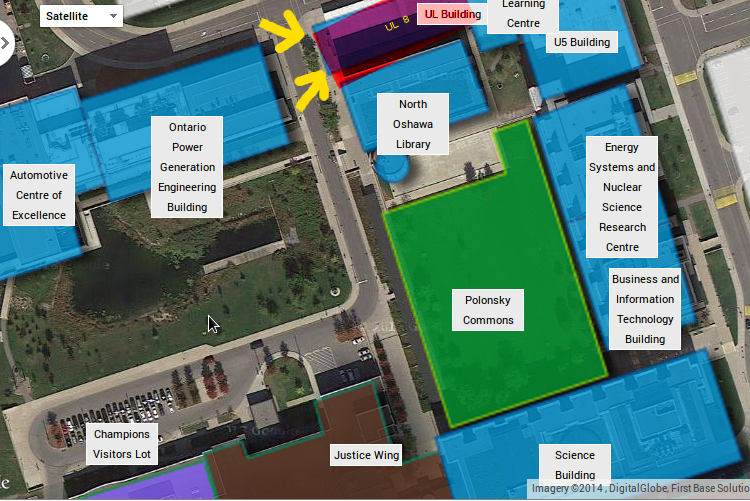 Satellite
UL B
UL Building
Learning
Centre
U5 Building
North
Oshawa
Library
Ontario
Power
Generation
Engineering
Building
Automotive
Centre of
Excellence
Energy
Systems and
Nuclear
Science
Research
Centre
Business and
Information
Technology
Building
Polonsky
Commons
Champions
Visitors Lot
Justice Wing
Science
Building
Imagery ©2014 , DigitalGlobe, First Base Solutio